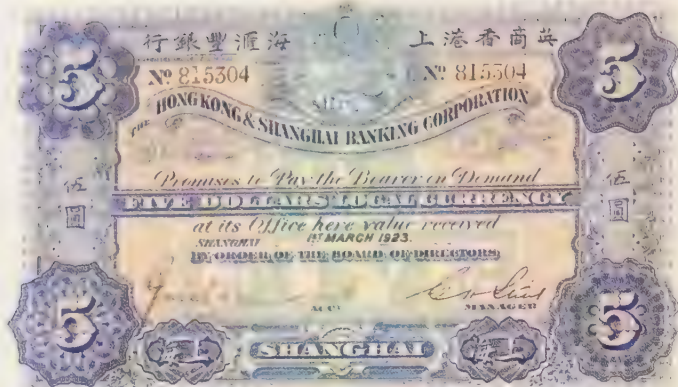 5 行銀豐滙海 上港香商英 5
Nº 815304 Nº 815304
THE HONGKONG & SHANGHAI BANKING CORPORATION
Promises to Pay the Bearer on Demand
伍圓 FIVE DOLLARS LOCAL CURRENCY 伍圓
at its Office here value received
SHANGHAI 1ST MARCH 1923.
BY ORDER OF THE BOARD OF DIRECTORS
ACCT MANAGER
5 SHANGHAI 5